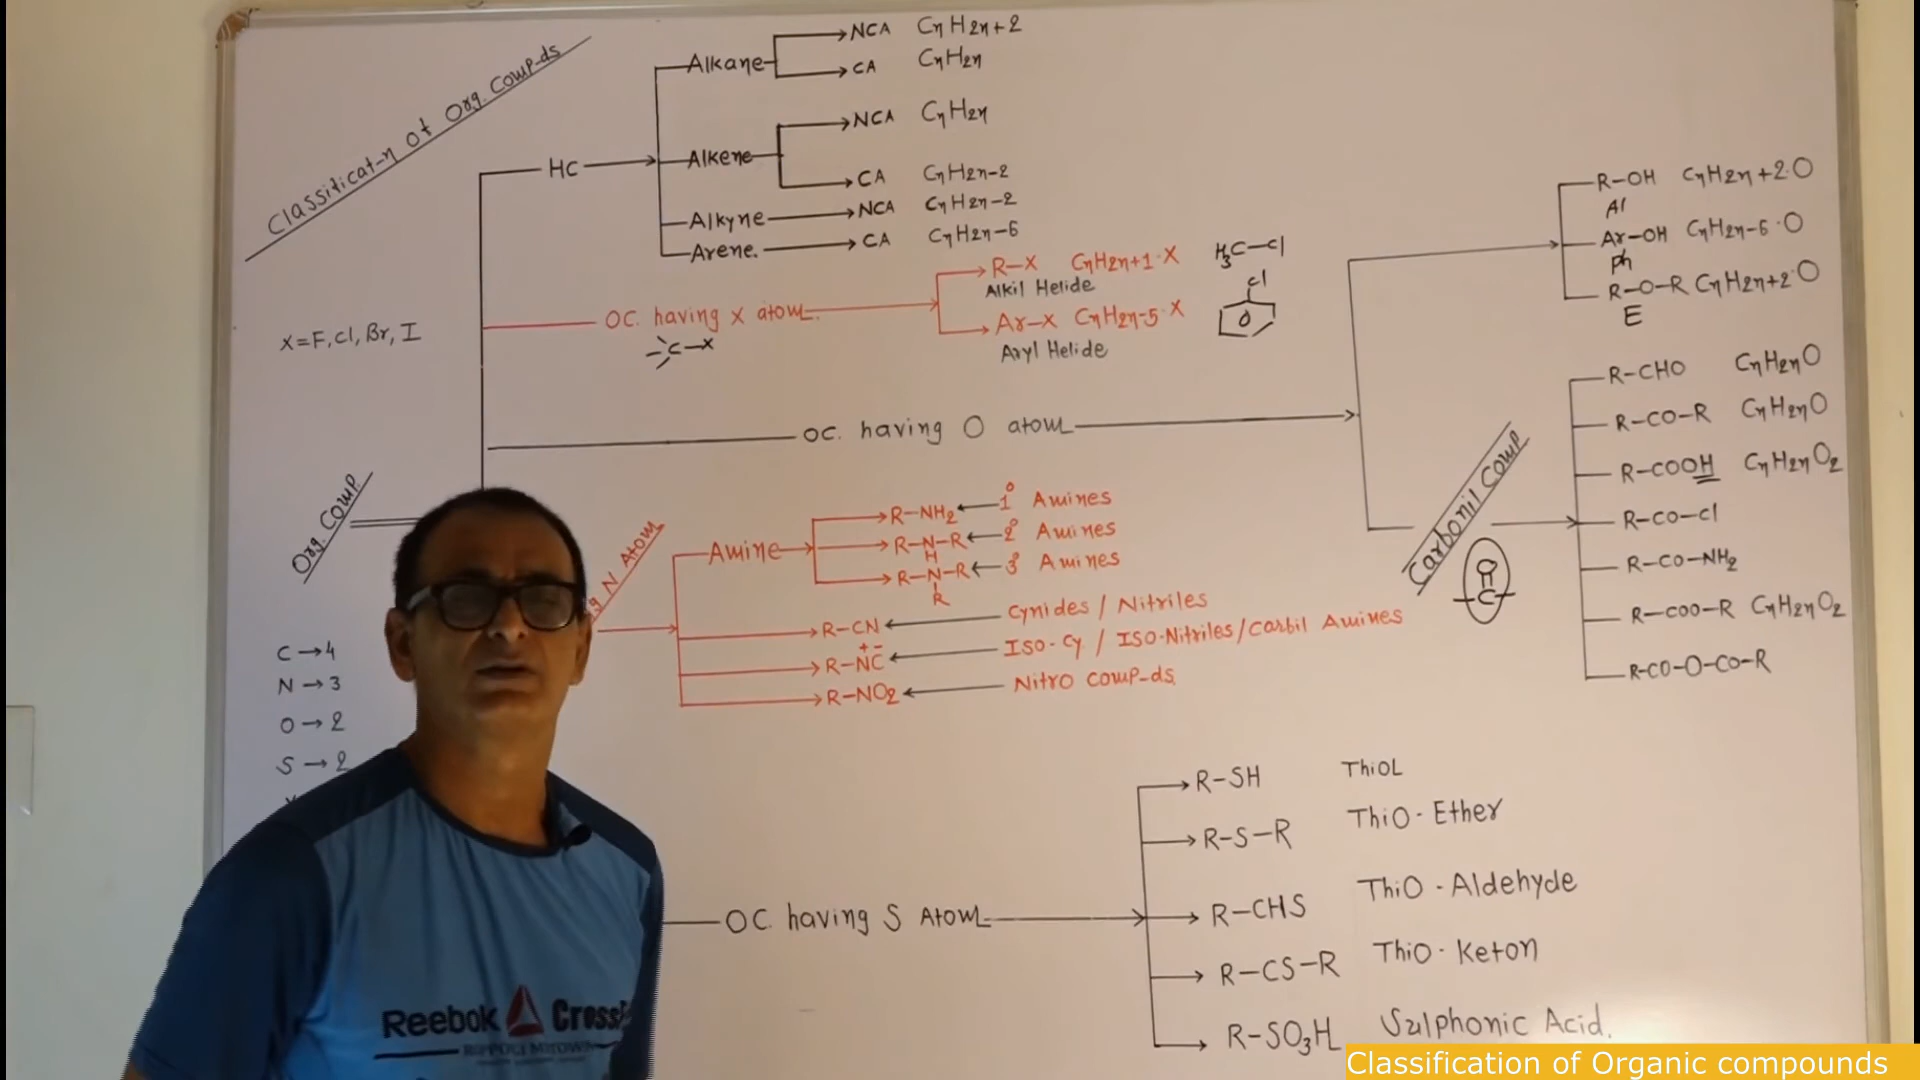 Classificat-n of Org. Comp-ds
HC
Alkane
NCA CnH2n+2
CA CnH2n
Alkene
NCA CnH2n
CA CnH2n-2
Alkyne NCA CnH2n-2
Arene. CA CnH2n-6
X=F, Cl, Br, I
OC. having X atom.
C-X
R-X CnH2n+1·X H3C-Cl
Alkil Helide
Ar-X CnH2n-5·X
Cl
Aryl Helide
OC. having O atom
R-OH CnH2n+2·O
Al
Ar-OH CnH2n-6·O
Ph
R-O-R CnH2n+2·O
E
Carbonil Comp
O
C
R-CHO CnH2nO
R-CO-R CnH2nO
R-COOH CnH2nO2
R-CO-Cl
R-CO-NH2
R-COO-R CnH2nO2
R-CO-O-CO-R
Org. Comp
g N Atom
Amine
R-NH2 1° Amines
R-N-R 2° Amines
H
R-N-R 3° Amines
R
R-CN Cynides / Nitriles
+ -
R-NC Iso-Cy / Iso-Nitriles/Carbil Amines
R-NO2 Nitro Comp-ds
C → 4
N → 3
O → 2
S → 2
OC. having S Atom
R-SH Thiol
R-S-R Thio-Ether
R-CHS Thio-Aldehyde
R-CS-R Thio-Keton
R-SO3H Sulphonic Acid.
Reebok CrossF
Classification of Organic compounds